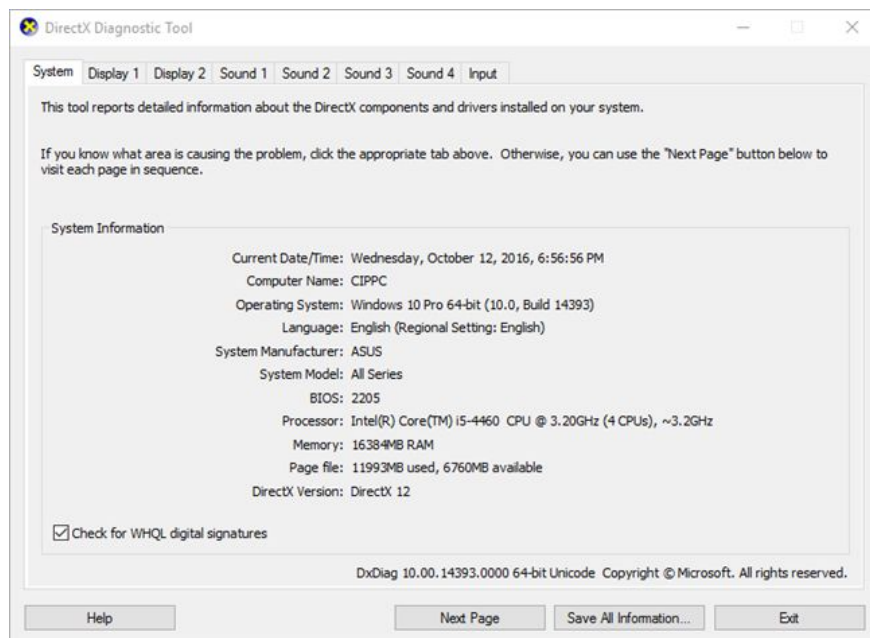 DirectX Diagnostic Tool
System Display 1 Display 2 Sound 1 Sound 2 Sound 3 Sound 4 Input
This tool reports detailed information about the DirectX components and drivers installed on your system.
If you know what area is causing the problem, click the appropriate tab above.  Otherwise, you can use the "Next Page" button below to
visit each page in sequence.
System Information
Current Date/Time: Wednesday, October 12, 2016, 6:56:56 PM
Computer Name: CIPPC
Operating System: Windows 10 Pro 64-bit (10.0, Build 14393)
Language: English (Regional Setting: English)
System Manufacturer: ASUS
System Model: All Series
BIOS: 2205
Processor: Intel(R) Core(TM) i5-4460  CPU @ 3.20GHz (4 CPUs), ~3.2GHz
Memory: 16384MB RAM
Page file: 11993MB used, 6760MB available
DirectX Version: DirectX 12
Check for WHQL digital signatures
DxDiag 10.00.14393.0000 64-bit Unicode  Copyright © Microsoft. All rights reserved.
Help Next Page Save All Information... Exit